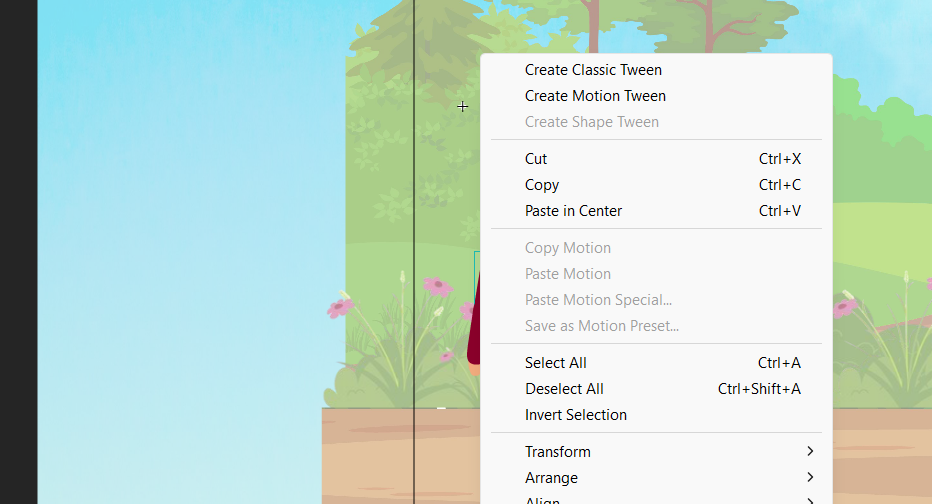 Create Classic Tween
Create Motion Tween
Create Shape Tween
Cut Ctrl+X
Copy Ctrl+C
Paste in Center Ctrl+V
Copy Motion
Paste Motion
Paste Motion Special...
Save as Motion Preset...
Select All Ctrl+A
Deselect All Ctrl+Shift+A
Invert Selection
Transform
Arrange
Align